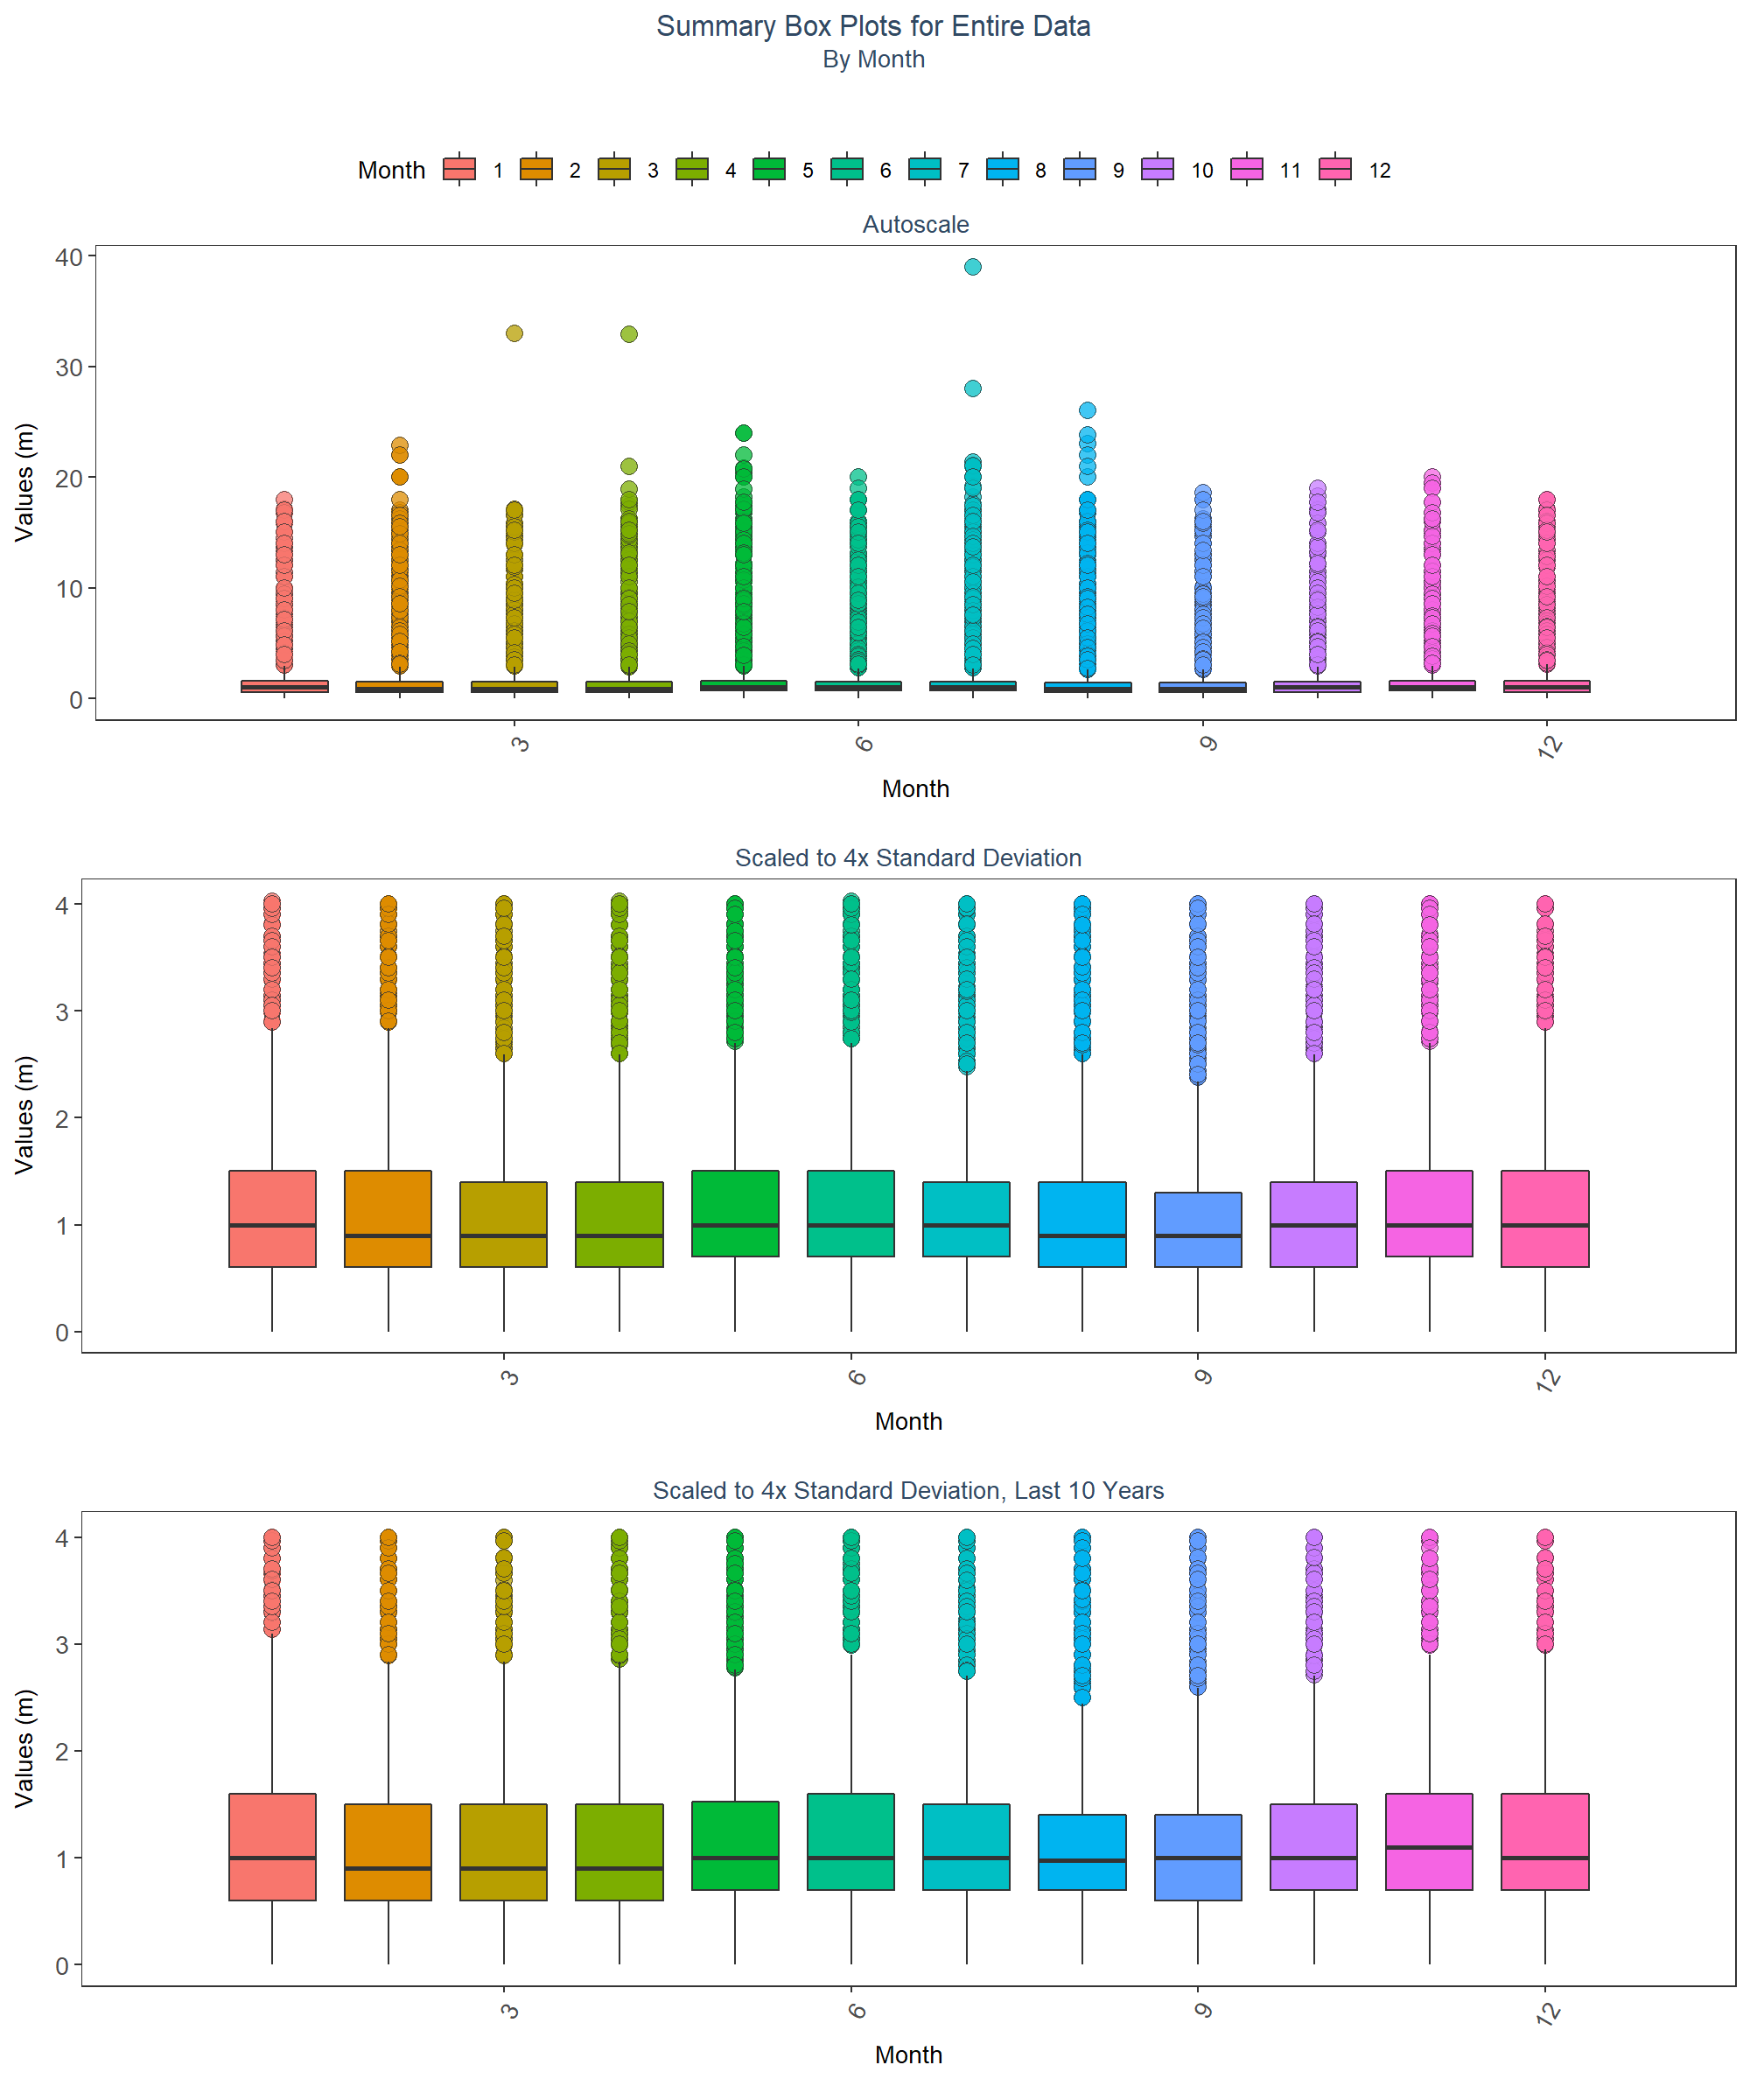 Summary Box Plots for Entire Data
By Month
Month 1 2 3 4 5 6 7 8 9 10 11 12
Autoscale
40
30
20
10
0
Values (m)
3 6 9 12
Month
Scaled to 4x Standard Deviation
4
3
2
1
0
Values (m)
3 6 9 12
Month
Scaled to 4x Standard Deviation, Last 10 Years
4
3
2
1
0
Values (m)
3 6 9 12
Month